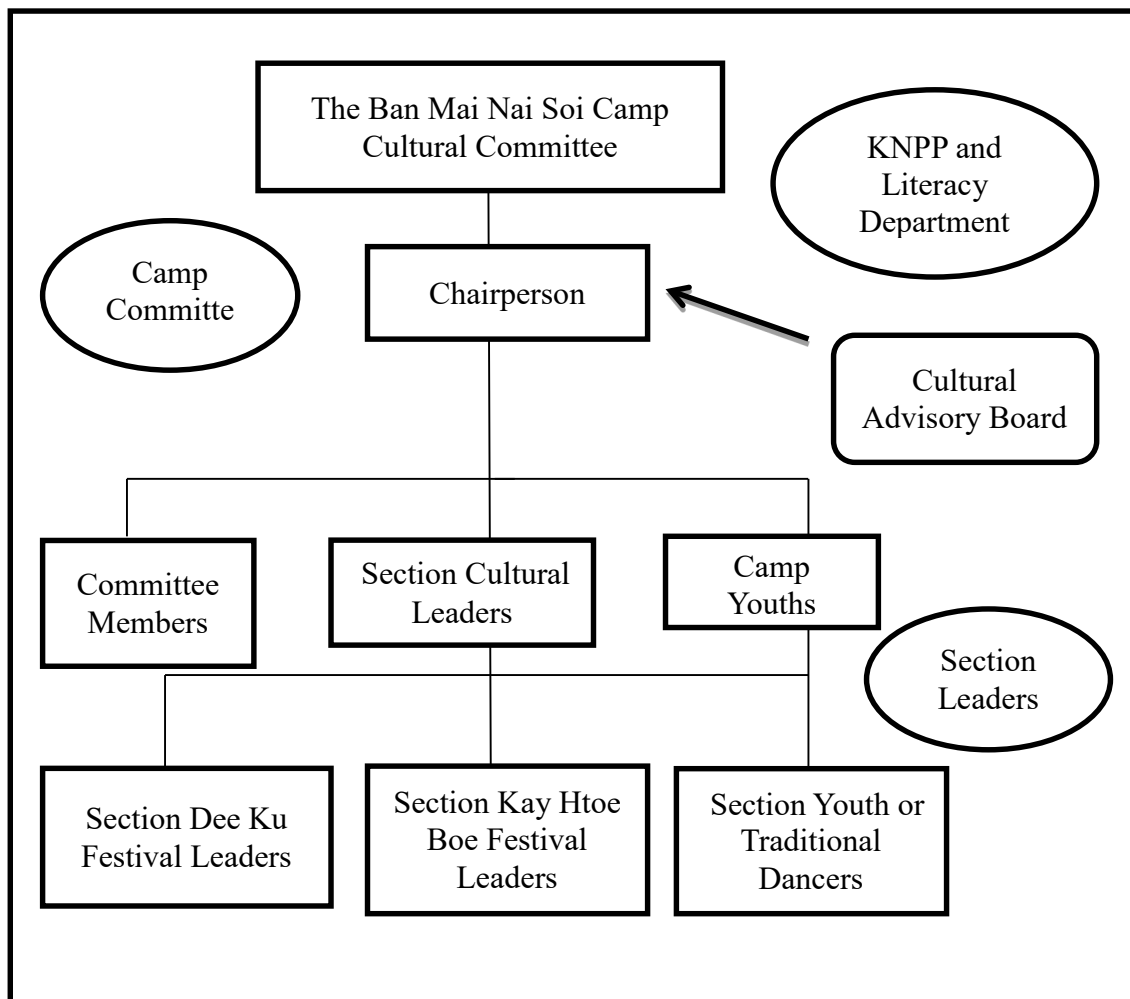 The Ban Mai Nai Soi Camp
Cultural Committee
KNPP and
Literacy
Department
Camp
Committe
Chairperson
Cultural
Advisory Board
Committee
Members
Section Cultural
Leaders
Camp
Youths
Section
Leaders
Section Dee Ku
Festival Leaders
Section Kay Htoe
Boe Festival
Leaders
Section Youth or
Traditional
Dancers